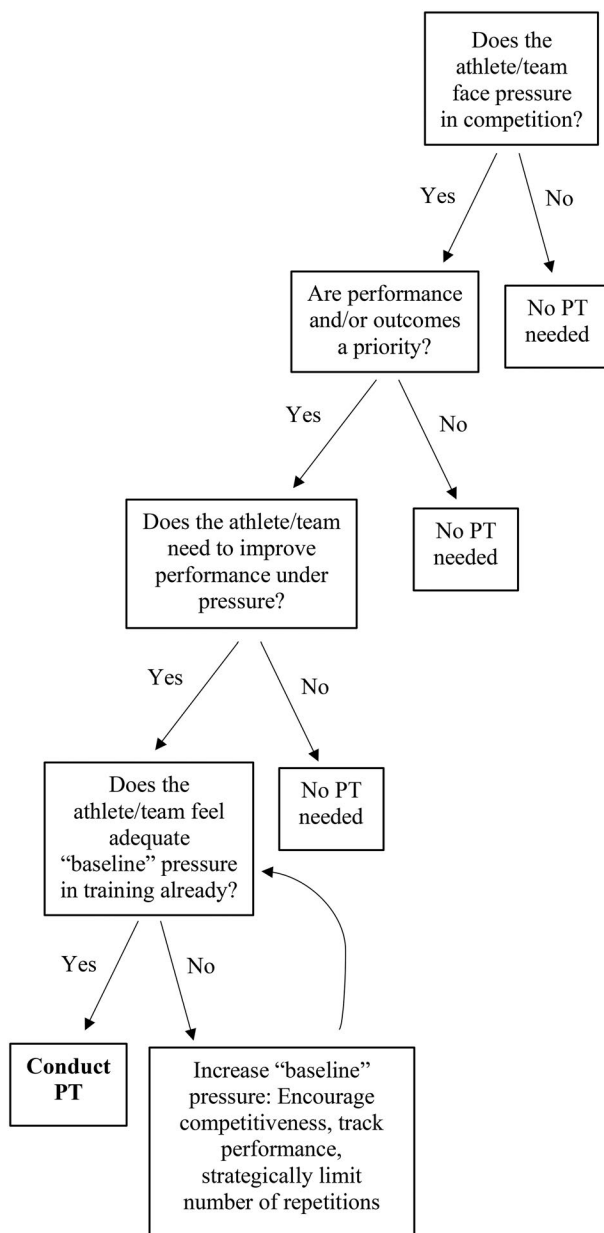 Does the
athlete/team
face pressure
in competition?
Yes
No
Are performance
and/or outcomes
a priority?
No PT
needed
Yes
No
Does the athlete/team
need to improve
performance under
pressure?
No PT
needed
Yes
No
Does the
athlete/team feel
adequate
“baseline” pressure
in training already?
No PT
needed
Yes
No
Conduct
PT
Increase “baseline”
pressure: Encourage
competitiveness, track
performance,
strategically limit
number of repetitions